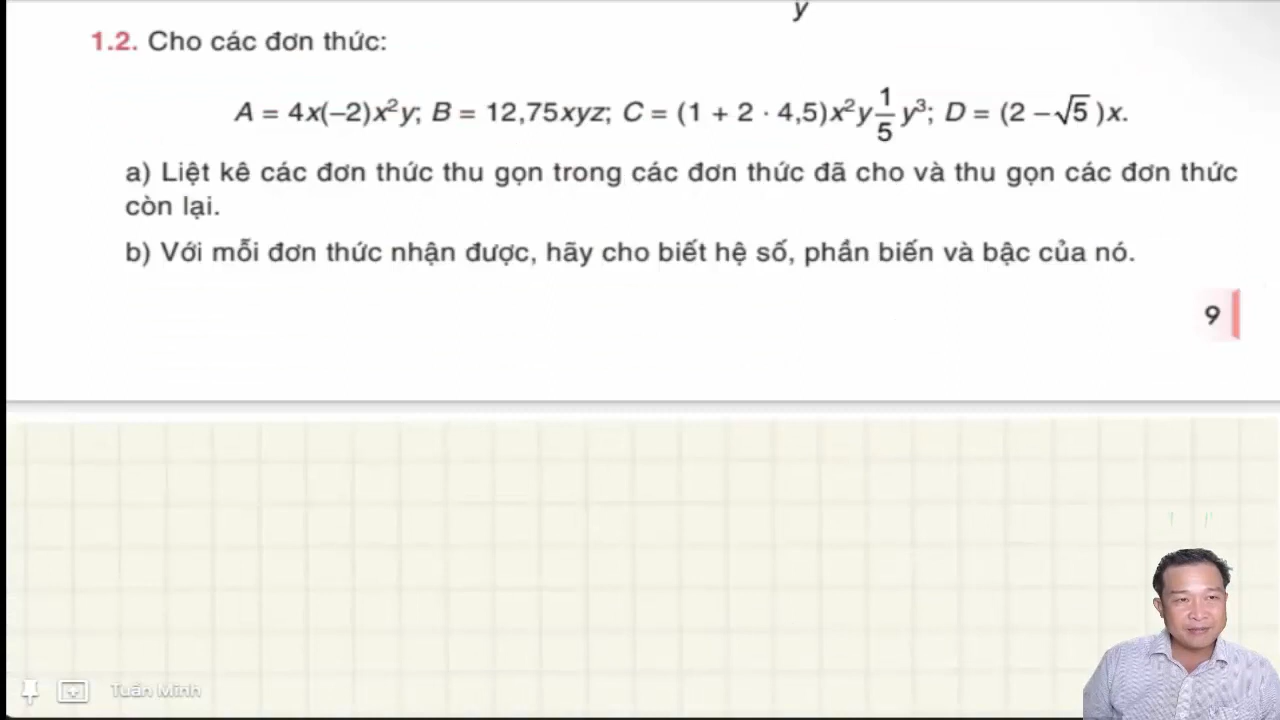 y
1.2. Cho các đơn thức:
A = 4x(–2)x²y; B = 12,75xyz; C = (1 + 2 · 4,5)x²y 1/5 y³; D = (2 – √5)x.
a) Liệt kê các đơn thức thu gọn trong các đơn thức đã cho và thu gọn các đơn thức
còn lại.
b) Với mỗi đơn thức nhận được, hãy cho biết hệ số, phần biến và bậc của nó.
9
Tuấn Minh